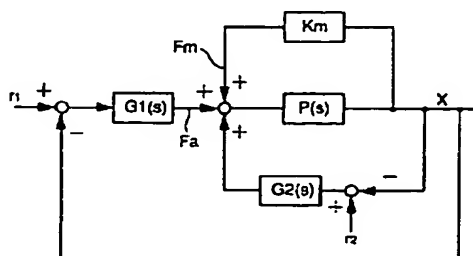 Km
Fm
+
+
r1
+
G1(s)
+
P(s)
X
−
Fa
+
G2(s)
−
+
r2